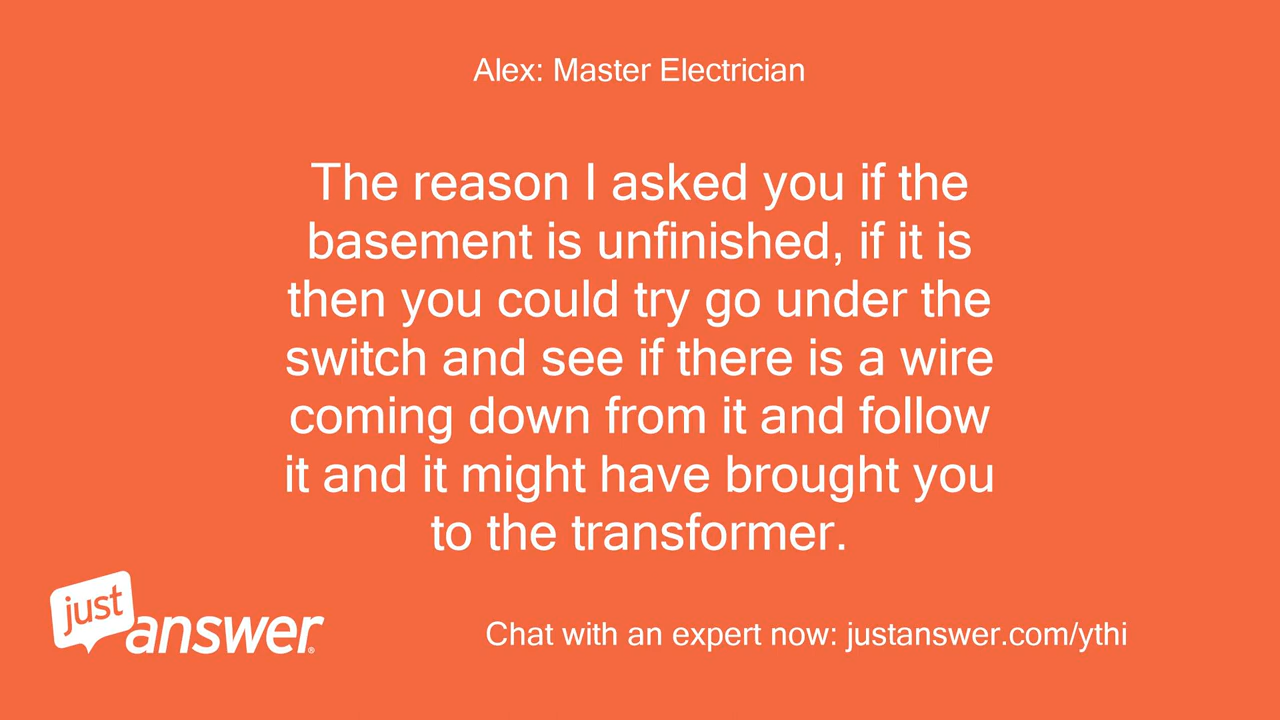 Alex: Master Electrician
The reason I asked you if the
basement is unfinished, if it is
then you could try go under the
switch and see if there is a wire
coming down from it and follow
it and it might have brought you
to the transformer.
just
answer®
Chat with an expert now: justanswer.com/ythi